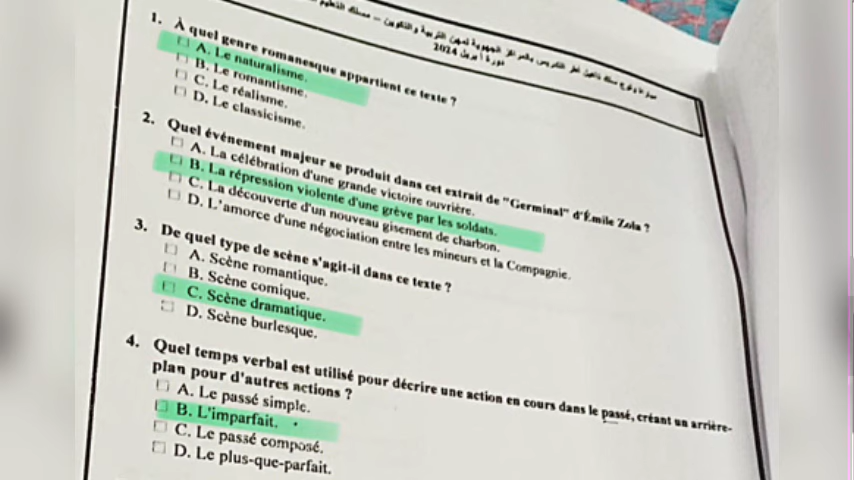 دورة أبريل 2024
1. À quel genre romanesque appartient ce texte ?
A. Le naturalisme.
B. Le romantisme.
C. Le réalisme.
D. Le classicisme.
2. Quel événement majeur se produit dans cet extrait de "Germinal" d'Émile Zola ?
A. La célébration d'une grande victoire ouvrière.
B. La répression violente d'une grève par les soldats.
C. La découverte d'un nouveau gisement de charbon.
D. L'amorce d'une négociation entre les mineurs et la Compagnie.
3. De quel type de scène s'agit-il dans ce texte ?
A. Scène romantique.
B. Scène comique.
C. Scène dramatique.
D. Scène burlesque.
4. Quel temps verbal est utilisé pour décrire une action en cours dans le passé, créant un arrière-
plan pour d'autres actions ?
A. Le passé simple.
B. L'imparfait.
C. Le passé composé.
D. Le plus-que-parfait.